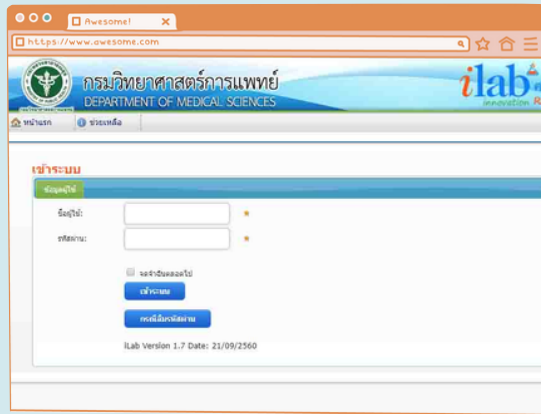 Awesome!
https://www.awesome.com
กรมวิทยาศาสตร์การแพทย์
DEPARTMENT OF MEDICAL SCIENCES
ilab
innovation
หน้าแรก
ช่วยเหลือ
เข้าระบบ
ข้อมูลผู้ใช้
ชื่อผู้ใช้:
*
รหัสผ่าน:
*
จดจำฉันตลอดไป
เข้าระบบ
กรณีลืมรหัสผ่าน
iLab Version 1.7 Date: 21/09/2560